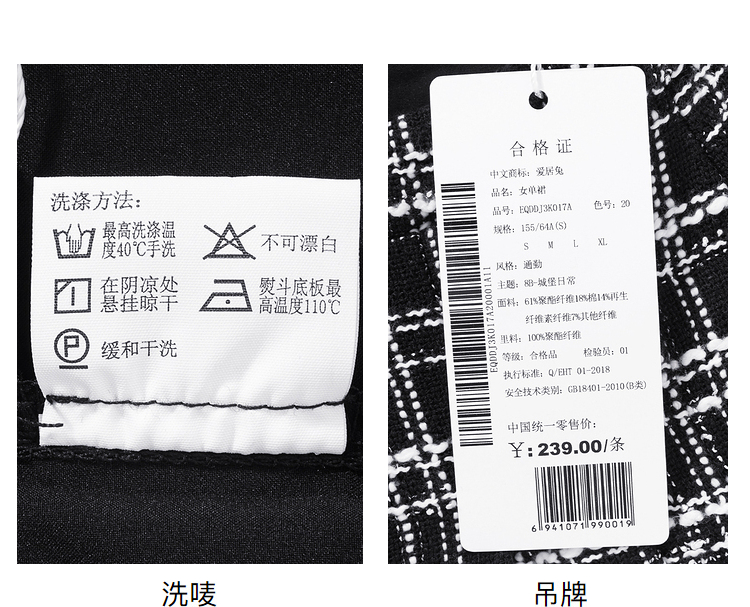 洗涤方法：
最高洗涤温
度40℃手洗
不可漂白
在阴凉处
悬挂晾干
熨斗底板最
高温度110℃
P
缓和干洗
洗唛
合格证
中文商标：爱居兔
品名：女单裙
品号：EQDDJ3K017A 色号：20
规格：155/64A(S)
S M L XL
风格：通勤
主题：8B-城堡日常
面料：61%聚酯纤维18%棉14%再生
纤维素纤维7%其他纤维
里料：100%聚酯纤维
等级：合格品 检验员：01
执行标准：Q/EHT 01-2018
安全技术类别：GB18401-2010(B类)
中国统一零售价：
¥:239.00/条
6 941071 990019
EQDDJ3K017A20001A11
吊牌